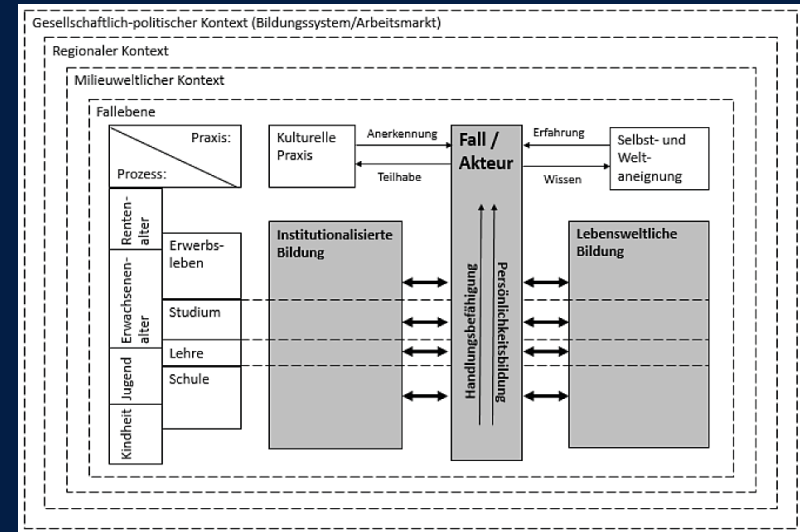 Gesellschaftlich-politischer Kontext (Bildungssystem/Arbeitsmarkt)
Regionaler Kontext
Milieuweltlicher Kontext
Fallebene
Praxis:
Prozess:
Kulturelle
Praxis
Anerkennung
Teilhabe
Fall /
Akteur
Erfahrung
Wissen
Selbst- und
Welt-
aneignung
Renten-
alter
Erwachsenen-
alter
Jugend
Kindheit
Erwerbs-
leben
Studium
Lehre
Schule
Institutionalisierte
Bildung
Handlungsbefähigung
Persönlichkeitsbildung
Lebensweltliche
Bildung